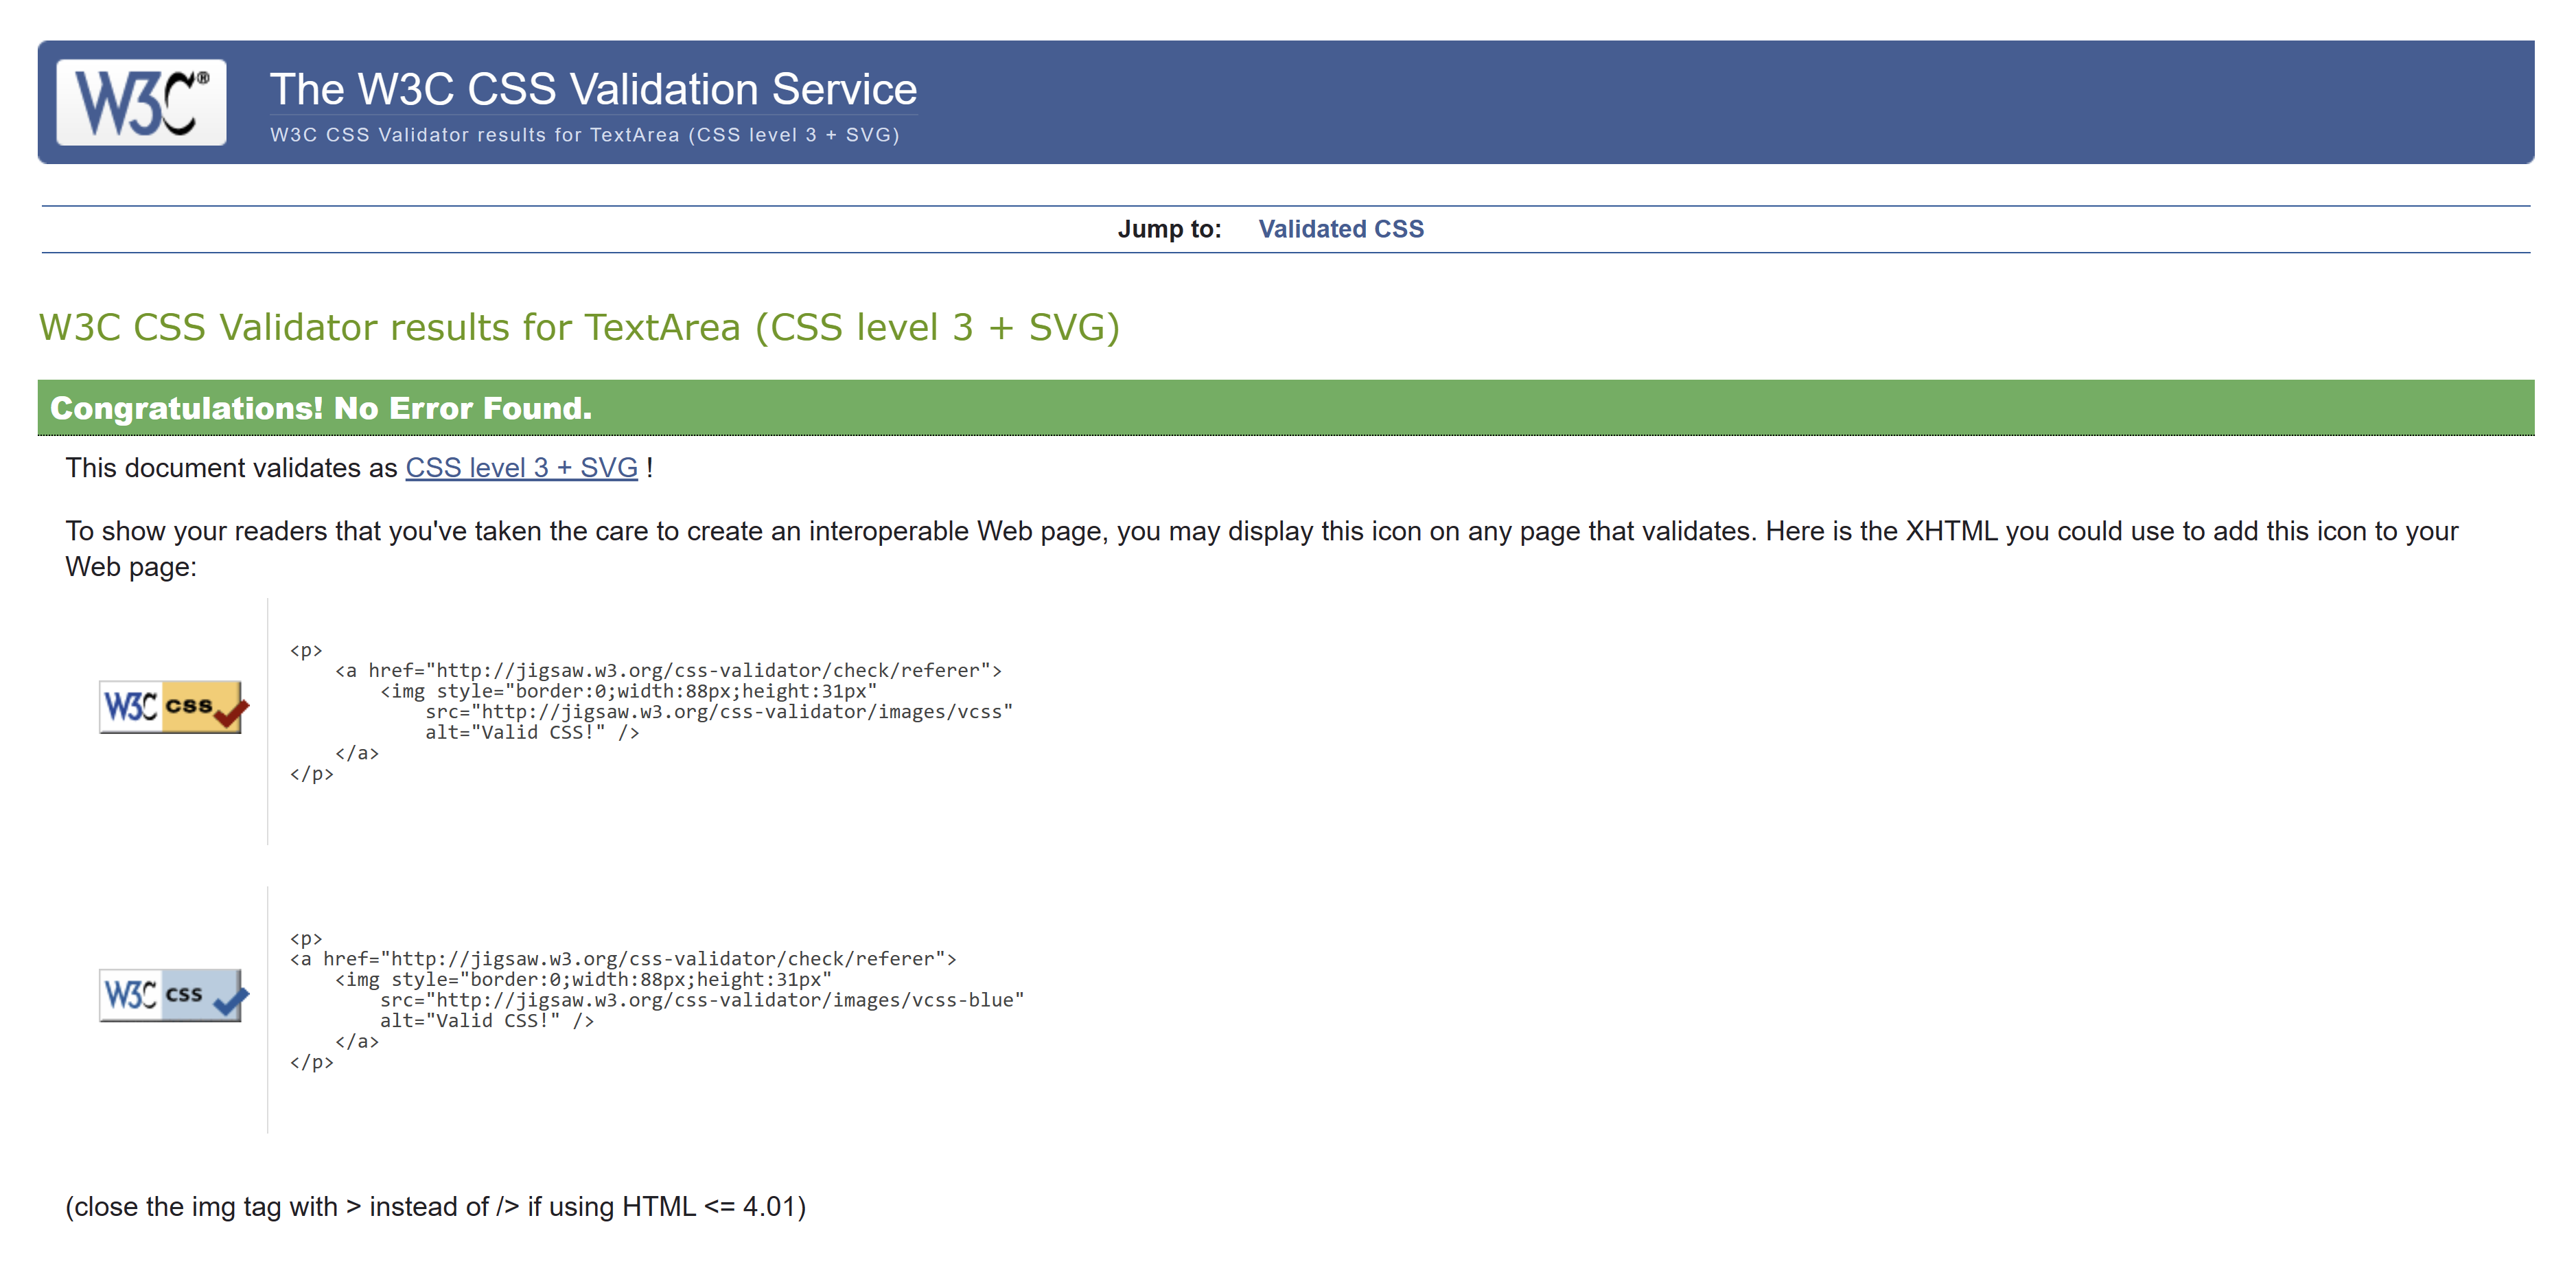 W3C®
The W3C CSS Validation Service
W3C CSS Validator results for TextArea (CSS level 3 + SVG)
Jump to: Validated CSS
W3C CSS Validator results for TextArea (CSS level 3 + SVG)
Congratulations! No Error Found.
This document validates as CSS level 3 + SVG !
To show your readers that you've taken the care to create an interoperable Web page, you may display this icon on any page that validates. Here is the XHTML you could use to add this icon to your
Web page:
W3C css
<p>
    <a href="http://jigsaw.w3.org/css-validator/check/referer">
        <img style="border:0;width:88px;height:31px"
            src="http://jigsaw.w3.org/css-validator/images/vcss"
            alt="Valid CSS!" />
    </a>
</p>
W3C css
<p>
<a href="http://jigsaw.w3.org/css-validator/check/referer">
    <img style="border:0;width:88px;height:31px"
        src="http://jigsaw.w3.org/css-validator/images/vcss-blue"
        alt="Valid CSS!" />
    </a>
</p>
(close the img tag with > instead of /> if using HTML <= 4.01)